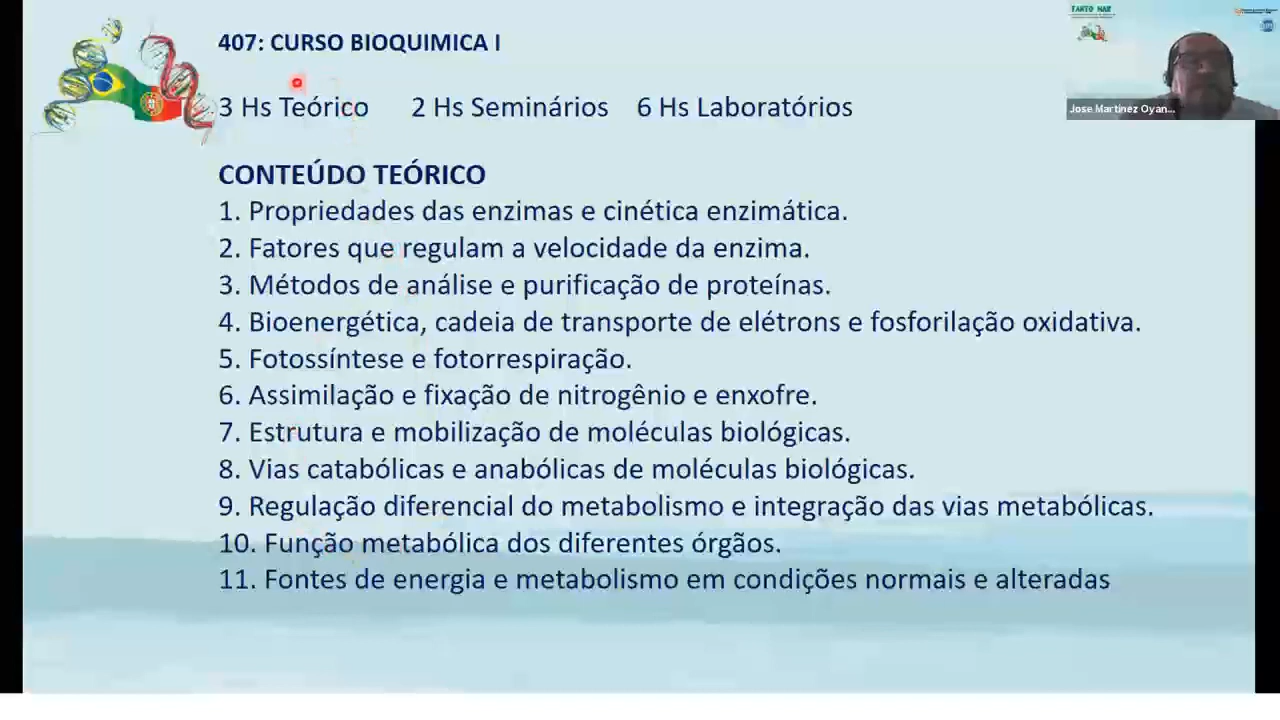 407: CURSO BIOQUIMICA I
3 Hs Teórico 2 Hs Seminários 6 Hs Laboratórios
CONTEÚDO TEÓRICO
1. Propriedades das enzimas e cinética enzimática.
2. Fatores que regulam a velocidade da enzima.
3. Métodos de análise e purificação de proteínas.
4. Bioenergética, cadeia de transporte de elétrons e fosforilação oxidativa.
5. Fotossíntese e fotorrespiração.
6. Assimilação e fixação de nitrogênio e enxofre.
7. Estrutura e mobilização de moléculas biológicas.
8. Vias catabólicas e anabólicas de moléculas biológicas.
9. Regulação diferencial do metabolismo e integração das vias metabólicas.
10. Função metabólica dos diferentes órgãos.
11. Fontes de energia e metabolismo em condições normais e alteradas
TANTO MAR
Jose Martinez Oyan...